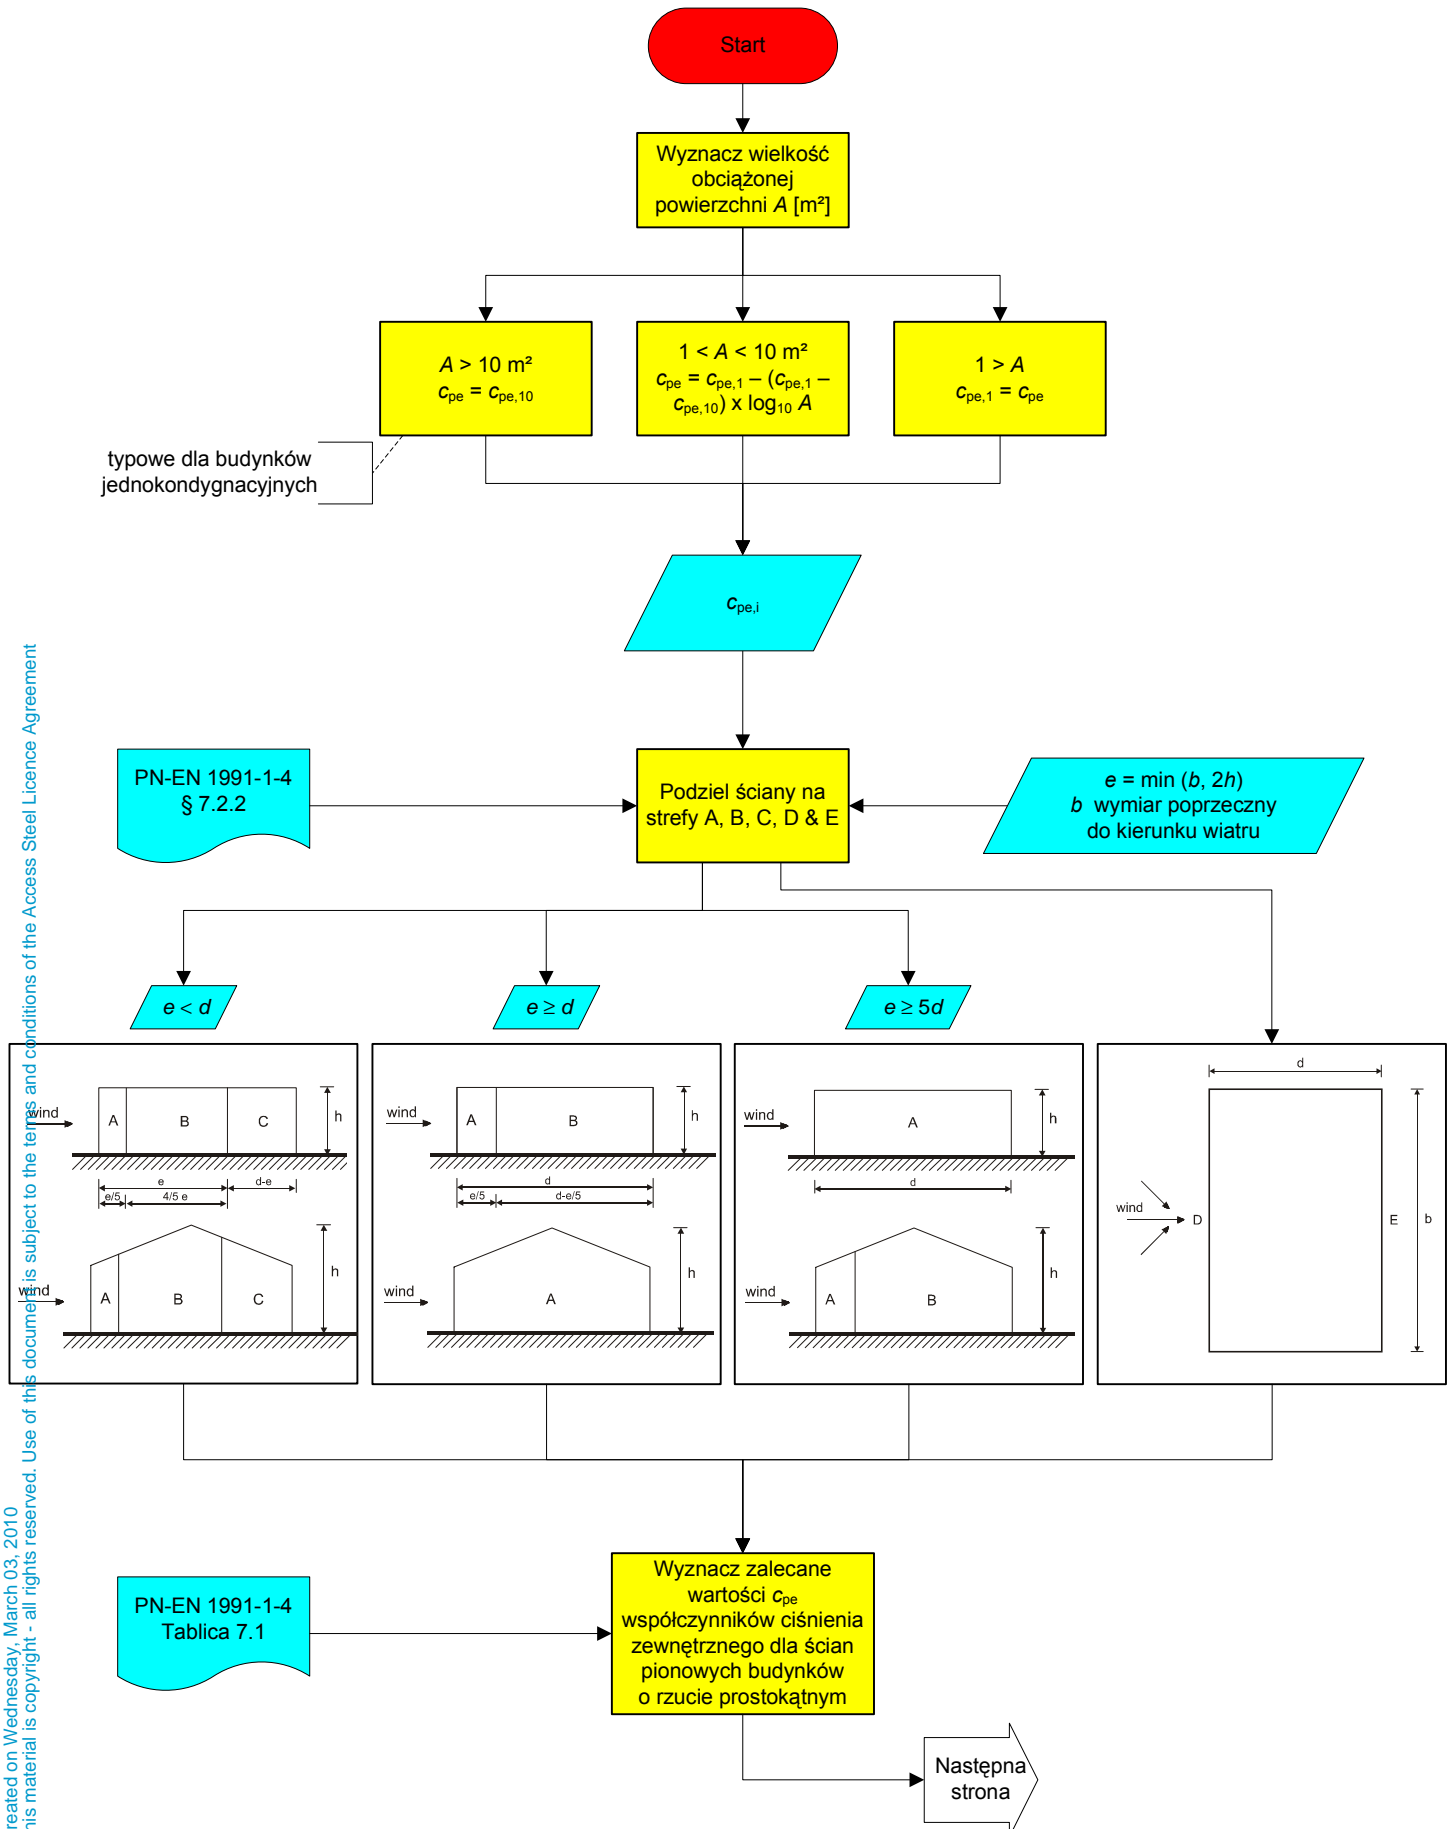 Start
Wyznacz wielkość
obciążonej
powierzchni A [m²]
A > 10 m²
cpe = cpe,10
1 < A < 10 m²
cpe = cpe,1 – (cpe,1 –
cpe,10) x log10 A
1 > A
cpe,1 = cpe
typowe dla budynków
jednokondygnacyjnych
cpe,i
PN-EN 1991-1-4
§ 7.2.2
Podziel ściany na
strefy A, B, C, D & E
e = min (b, 2h)
b wymiar poprzeczny
do kierunku wiatru
e < d
e ≥ d
e ≥ 5d
wind
A
B
C
h
e
d-e
e/5
4/5 e
wind
A
B
C
h
wind
A
B
h
d
e/5
d-e/5
wind
A
h
wind
A
h
d
wind
A
B
h
d
wind
D
E
b
PN-EN 1991-1-4
Tablica 7.1
Wyznacz zalecane
wartości cpe
współczynników ciśnienia
zewnętrznego dla ścian
pionowych budynków
o rzucie prostokątnym
Następna
strona
reated on Wednesday, March 03, 2010
his material is copyright - all rights reserved. Use of this document is subject to the terms and conditions of the Access Steel Licence Agreement